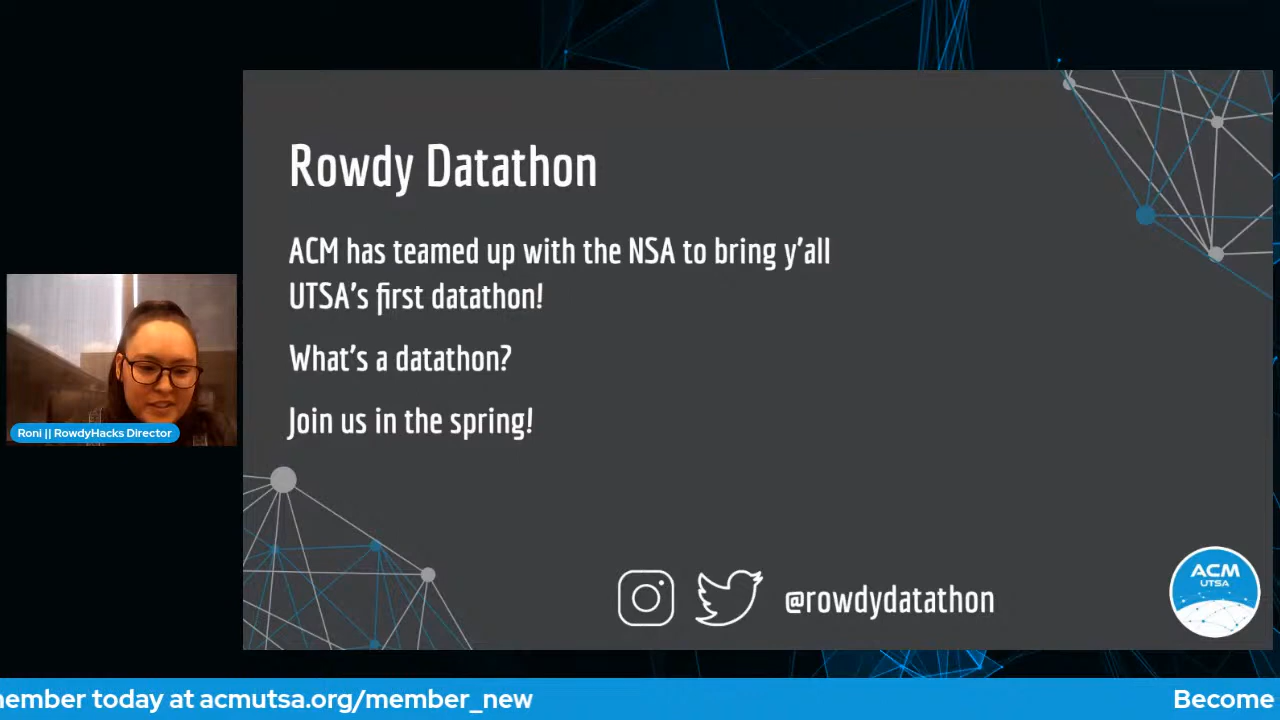 Rowdy Datathon
ACM has teamed up with the NSA to bring y'all
UTSA's first datathon!
What's a datathon?
Join us in the spring!
Roni || RowdyHacks Director
@rowdydatathon
ACM
UTSA
member today at acmutsa.org/member_new
Become